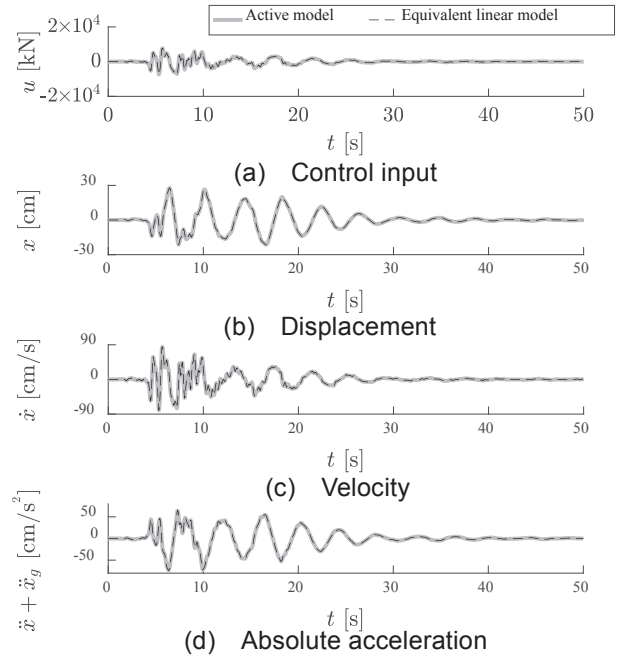 Active model Equivalent linear model
2×10⁴
0
-2×10⁴
u [kN]
0 10 20 30 40 50
t [s]
(a) Control input
30
0
-30
x [cm]
0 10 20 30 40 50
t [s]
(b) Displacement
90
0
-90
ẋ [cm/s]
0 10 20 30 40 50
t [s]
(c) Velocity
50
0
-50
ẍ + ẍ_g [cm/s²]
0 10 20 30 40 50
t [s]
(d) Absolute acceleration